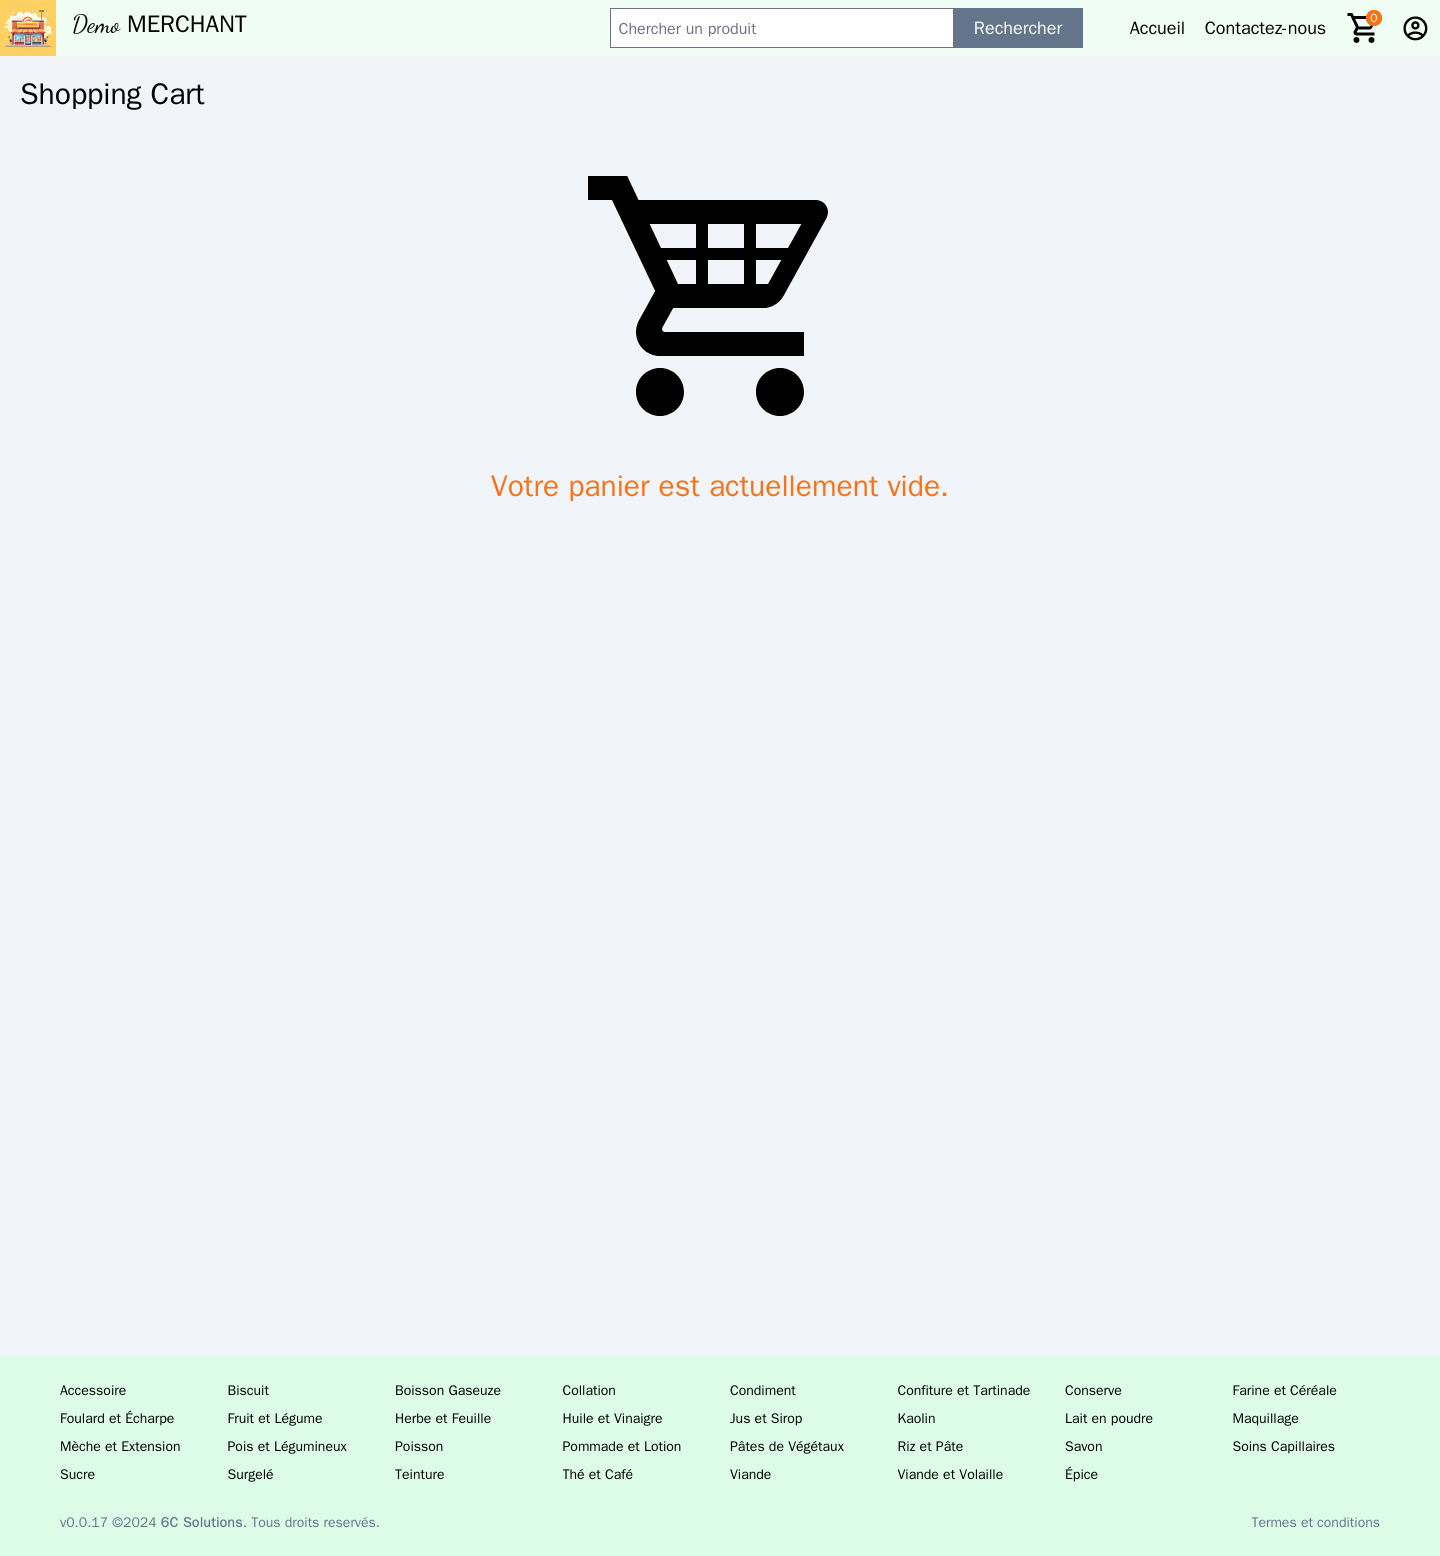 Demo MERCHANT
Chercher un produit
Rechercher
Accueil
Contactez-nous
0
Shopping Cart
Votre panier est actuellement vide.
Accessoire
Biscuit
Boisson Gaseuze
Collation
Condiment
Confiture et Tartinade
Conserve
Farine et Céréale
Foulard et Écharpe
Fruit et Légume
Herbe et Feuille
Huile et Vinaigre
Jus et Sirop
Kaolin
Lait en poudre
Maquillage
Mèche et Extension
Pois et Légumineux
Poisson
Pommade et Lotion
Pâtes de Végétaux
Riz et Pâte
Savon
Soins Capillaires
Sucre
Surgelé
Teinture
Thé et Café
Viande
Viande et Volaille
Épice
v0.0.17 ©2024 6C Solutions. Tous droits reservés.
Termes et conditions